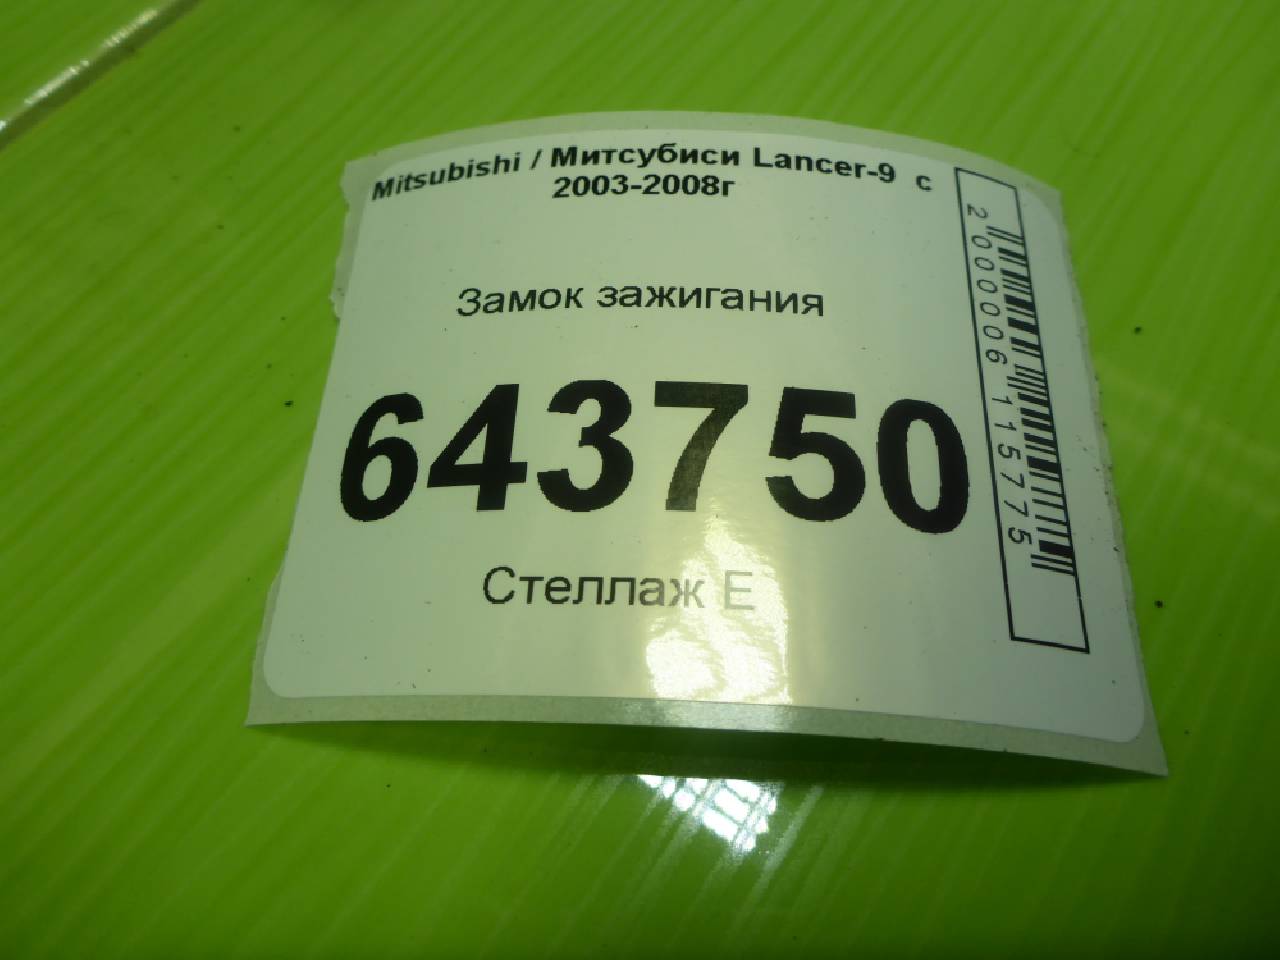 Mitsubishi / Митсубиси Lancer-9 с
2003-2008г
Замок зажигания
643750
Стеллаж Е
2000006115775